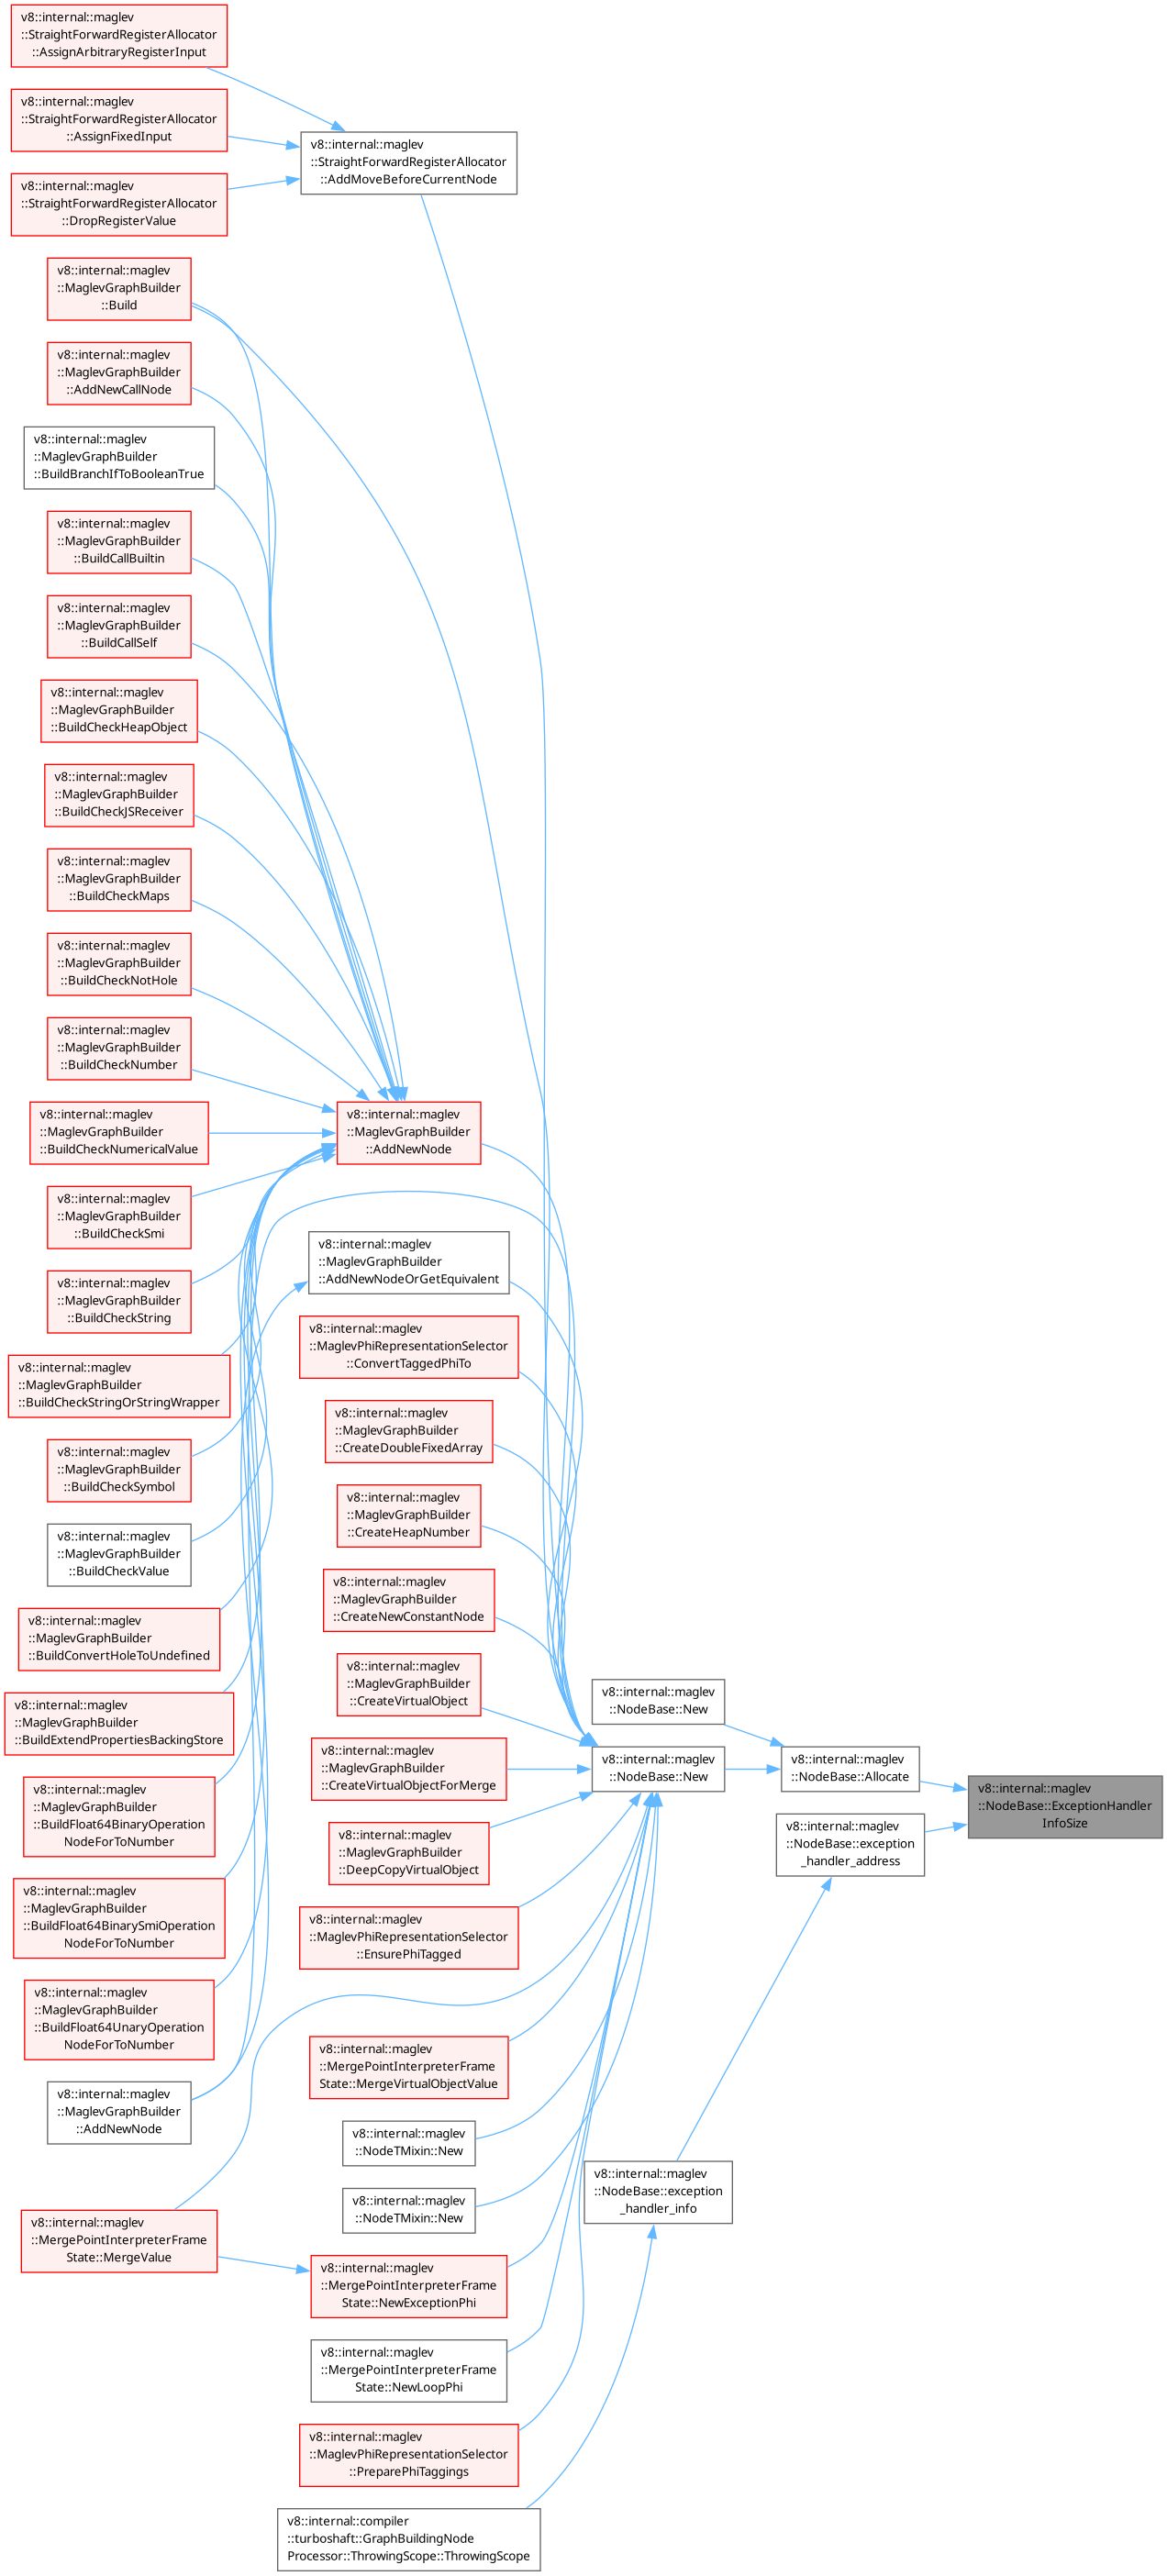 v8::internal::maglev
::StraightForwardRegisterAllocator
::AssignArbitraryRegisterInput
v8::internal::maglev
::StraightForwardRegisterAllocator
::AssignFixedInput
v8::internal::maglev
::StraightForwardRegisterAllocator
::DropRegisterValue
v8::internal::maglev
::MaglevGraphBuilder
::Build
v8::internal::maglev
::MaglevGraphBuilder
::AddNewCallNode
v8::internal::maglev
::MaglevGraphBuilder
::BuildBranchIfToBooleanTrue
v8::internal::maglev
::MaglevGraphBuilder
::BuildCallBuiltin
v8::internal::maglev
::MaglevGraphBuilder
::BuildCallSelf
v8::internal::maglev
::MaglevGraphBuilder
::BuildCheckHeapObject
v8::internal::maglev
::MaglevGraphBuilder
::BuildCheckJSReceiver
v8::internal::maglev
::MaglevGraphBuilder
::BuildCheckMaps
v8::internal::maglev
::MaglevGraphBuilder
::BuildCheckNotHole
v8::internal::maglev
::MaglevGraphBuilder
::BuildCheckNumber
v8::internal::maglev
::MaglevGraphBuilder
::BuildCheckNumericalValue
v8::internal::maglev
::MaglevGraphBuilder
::BuildCheckSmi
v8::internal::maglev
::MaglevGraphBuilder
::BuildCheckString
v8::internal::maglev
::MaglevGraphBuilder
::BuildCheckStringOrStringWrapper
v8::internal::maglev
::MaglevGraphBuilder
::BuildCheckSymbol
v8::internal::maglev
::MaglevGraphBuilder
::BuildCheckValue
v8::internal::maglev
::MaglevGraphBuilder
::BuildConvertHoleToUndefined
v8::internal::maglev
::MaglevGraphBuilder
::BuildExtendPropertiesBackingStore
v8::internal::maglev
::MaglevGraphBuilder
::BuildFloat64BinaryOperation
NodeForToNumber
v8::internal::maglev
::MaglevGraphBuilder
::BuildFloat64BinarySmiOperation
NodeForToNumber
v8::internal::maglev
::MaglevGraphBuilder
::BuildFloat64UnaryOperation
NodeForToNumber
v8::internal::maglev
::MaglevGraphBuilder
::AddNewNode
v8::internal::maglev
::MergePointInterpreterFrame
State::MergeValue
v8::internal::maglev
::StraightForwardRegisterAllocator
::AddMoveBeforeCurrentNode
v8::internal::maglev
::MaglevGraphBuilder
::AddNewNode
v8::internal::maglev
::MaglevGraphBuilder
::AddNewNodeOrGetEquivalent
v8::internal::maglev
::MaglevPhiRepresentationSelector
::ConvertTaggedPhiTo
v8::internal::maglev
::MaglevGraphBuilder
::CreateDoubleFixedArray
v8::internal::maglev
::MaglevGraphBuilder
::CreateHeapNumber
v8::internal::maglev
::MaglevGraphBuilder
::CreateNewConstantNode
v8::internal::maglev
::MaglevGraphBuilder
::CreateVirtualObject
v8::internal::maglev
::MaglevGraphBuilder
::CreateVirtualObjectForMerge
v8::internal::maglev
::MaglevGraphBuilder
::DeepCopyVirtualObject
v8::internal::maglev
::MaglevPhiRepresentationSelector
::EnsurePhiTagged
v8::internal::maglev
::MergePointInterpreterFrame
State::MergeVirtualObjectValue
v8::internal::maglev
::NodeTMixin::New
v8::internal::maglev
::NodeTMixin::New
v8::internal::maglev
::MergePointInterpreterFrame
State::NewExceptionPhi
v8::internal::maglev
::MergePointInterpreterFrame
State::NewLoopPhi
v8::internal::maglev
::MaglevPhiRepresentationSelector
::PreparePhiTaggings
v8::internal::compiler
::turboshaft::GraphBuildingNode
Processor::ThrowingScope::ThrowingScope
v8::internal::maglev
::NodeBase::New
v8::internal::maglev
::NodeBase::New
v8::internal::maglev
::NodeBase::exception
_handler_info
v8::internal::maglev
::NodeBase::Allocate
v8::internal::maglev
::NodeBase::exception
_handler_address
v8::internal::maglev
::NodeBase::ExceptionHandler
InfoSize